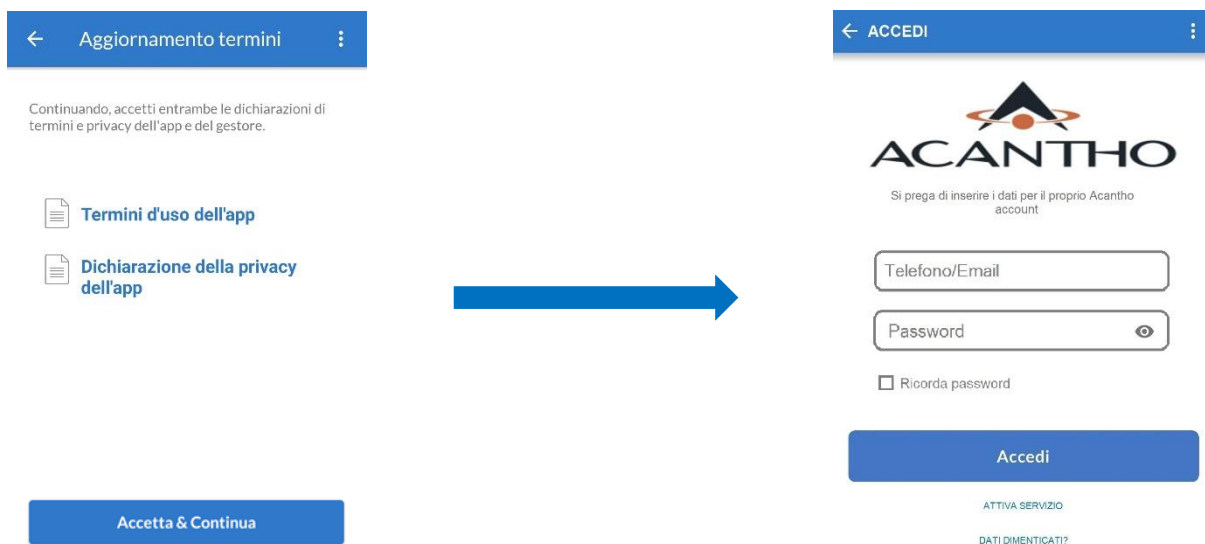 Aggiornamento termini
Continuando, accetti entrambe le dichiarazioni di
termini e privacy dell'app e del gestore.
Termini d'uso dell'app
Dichiarazione della privacy
dell'app
Accetta & Continua
ACCEDI
ACANTHO
Si prega di inserire i dati per il proprio Acantho
account
Telefono/Email
Password
Ricorda password
Accedi
ATTIVA SERVIZIO
DATI DIMENTICATI?